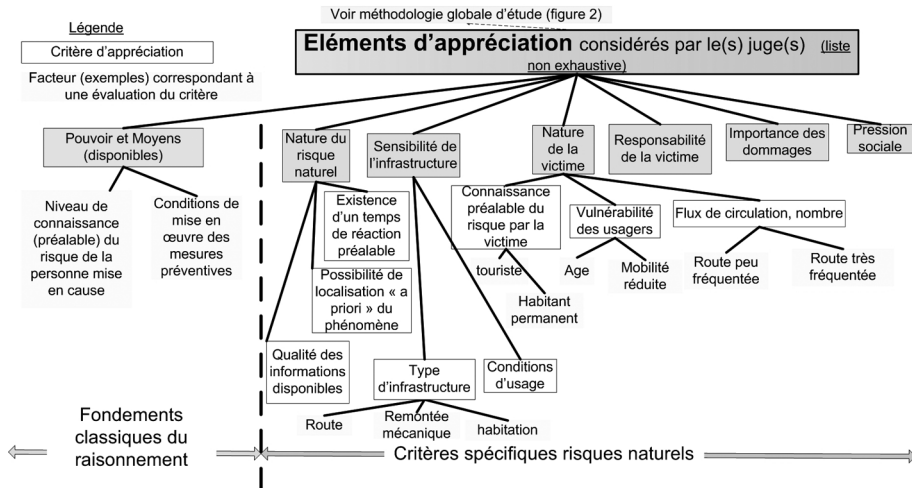 Voir méthodologie globale d'étude (figure 2)
Légende
Critère d'appréciation
Facteur (exemples) correspondant à
une évaluation du critère
Eléments d'appréciation considérés par le(s) juge(s) (liste
non exhaustive)
Pouvoir et Moyens
(disponibles)
Nature du
risque
naturel
Sensibilité de
l'infrastructure
Nature
de la
victime
Responsabilité
de la victime
Importance des
dommages
Pression
sociale
Niveau de
connaissance
(préalable) du
risque de la
personne mise
en cause
Conditions de
mise en
œuvre des
mesures
préventives
Existence
d'un temps
de réaction
préalable
Possibilité de
localisation « a
priori » du
phénomène
Qualité des
informations
disponibles
Connaissance
préalable du
risque par la
victime
touriste
Habitant
permanent
Vulnérabilité
des usagers
Age
Mobilité
réduite
Flux de circulation, nombre
Route peu
fréquentée
Route très
fréquentée
Type
d'infrastructure
Conditions
d'usage
Route
Remontée
mécanique
habitation
Fondements
classiques du
raisonnement
Critères spécifiques risques naturels